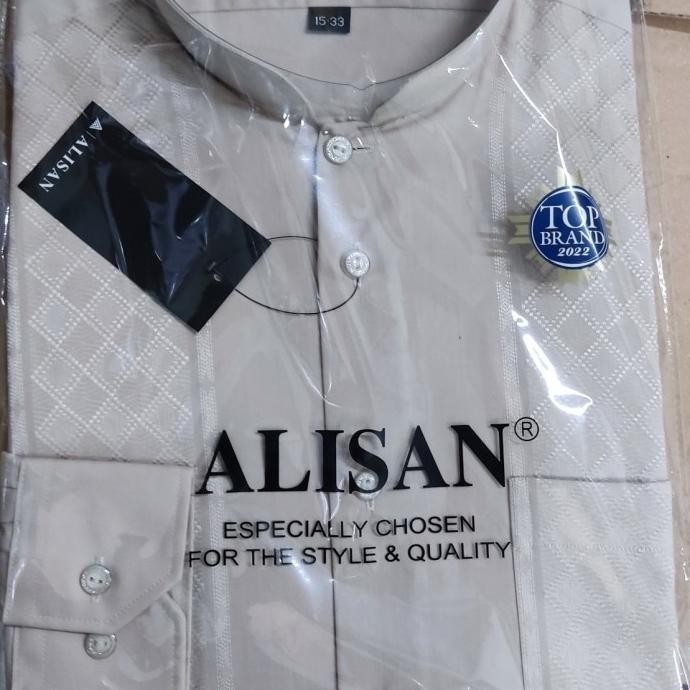 15-33
ALISAN
TOP
BRAND
2022
ALISAN®
ESPECIALLY CHOSEN
FOR THE STYLE & QUALITY